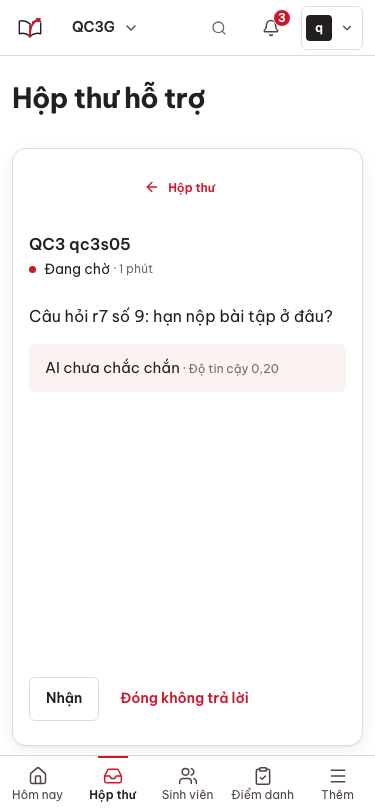 QC3G
3
q
Hộp thư hỗ trợ
Hộp thư
QC3 qc3s05
Đang chờ · 1 phút
Câu hỏi r7 số 9: hạn nộp bài tập ở đâu?
AI chưa chắc chắn · Độ tin cậy 0,20
Nhận
Đóng không trả lời
Hôm nay
Hộp thư
Sinh viên
Điểm danh
Thêm